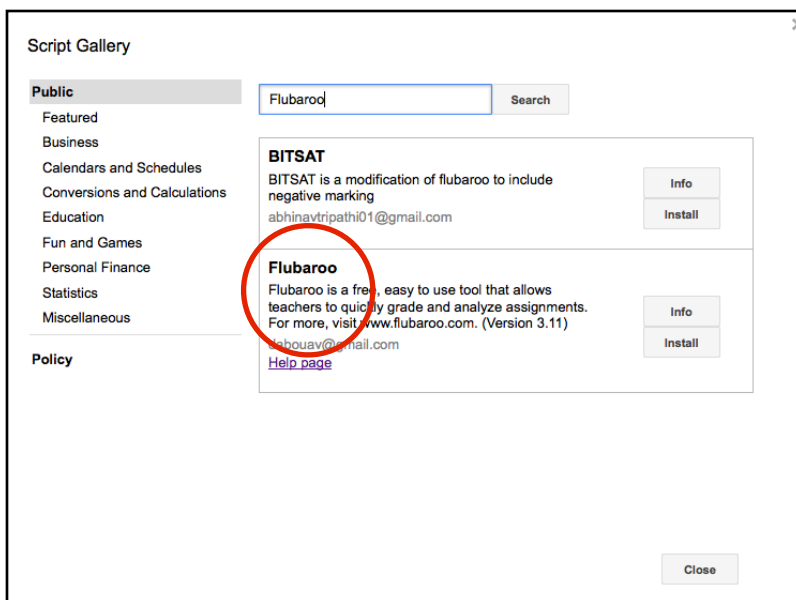 Script Gallery
Public
Featured
Business
Calendars and Schedules
Conversions and Calculations
Education
Fun and Games
Personal Finance
Statistics
Miscellaneous
Policy
Flubaroo
Search
BITSAT
BITSAT is a modification of flubaroo to include
negative marking
abhinavtripathi01@gmail.com
Info
Install
Flubaroo
Flubaroo is a free, easy to use tool that allows
teachers to quickly grade and analyze assignments.
For more, visit www.flubaroo.com. (Version 3.11)
dabouav@gmail.com
Help page
Info
Install
Close